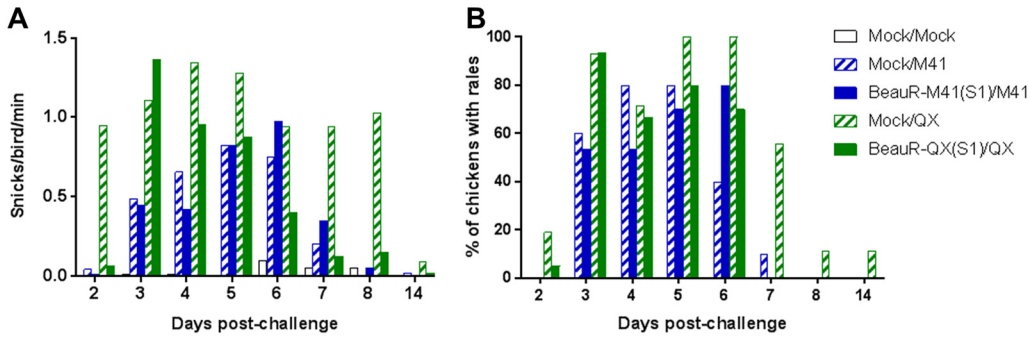 A
Snicks/bird/min
1.5
1.0
0.5
0.0
2 3 4 5 6 7 8 14
Days post-challenge
B
% of chickens with rales
100
80
60
40
20
0
2 3 4 5 6 7 8 14
Days post-challenge
Mock/Mock
Mock/M41
BeauR-M41(S1)/M41
Mock/QX
BeauR-QX(S1)/QX